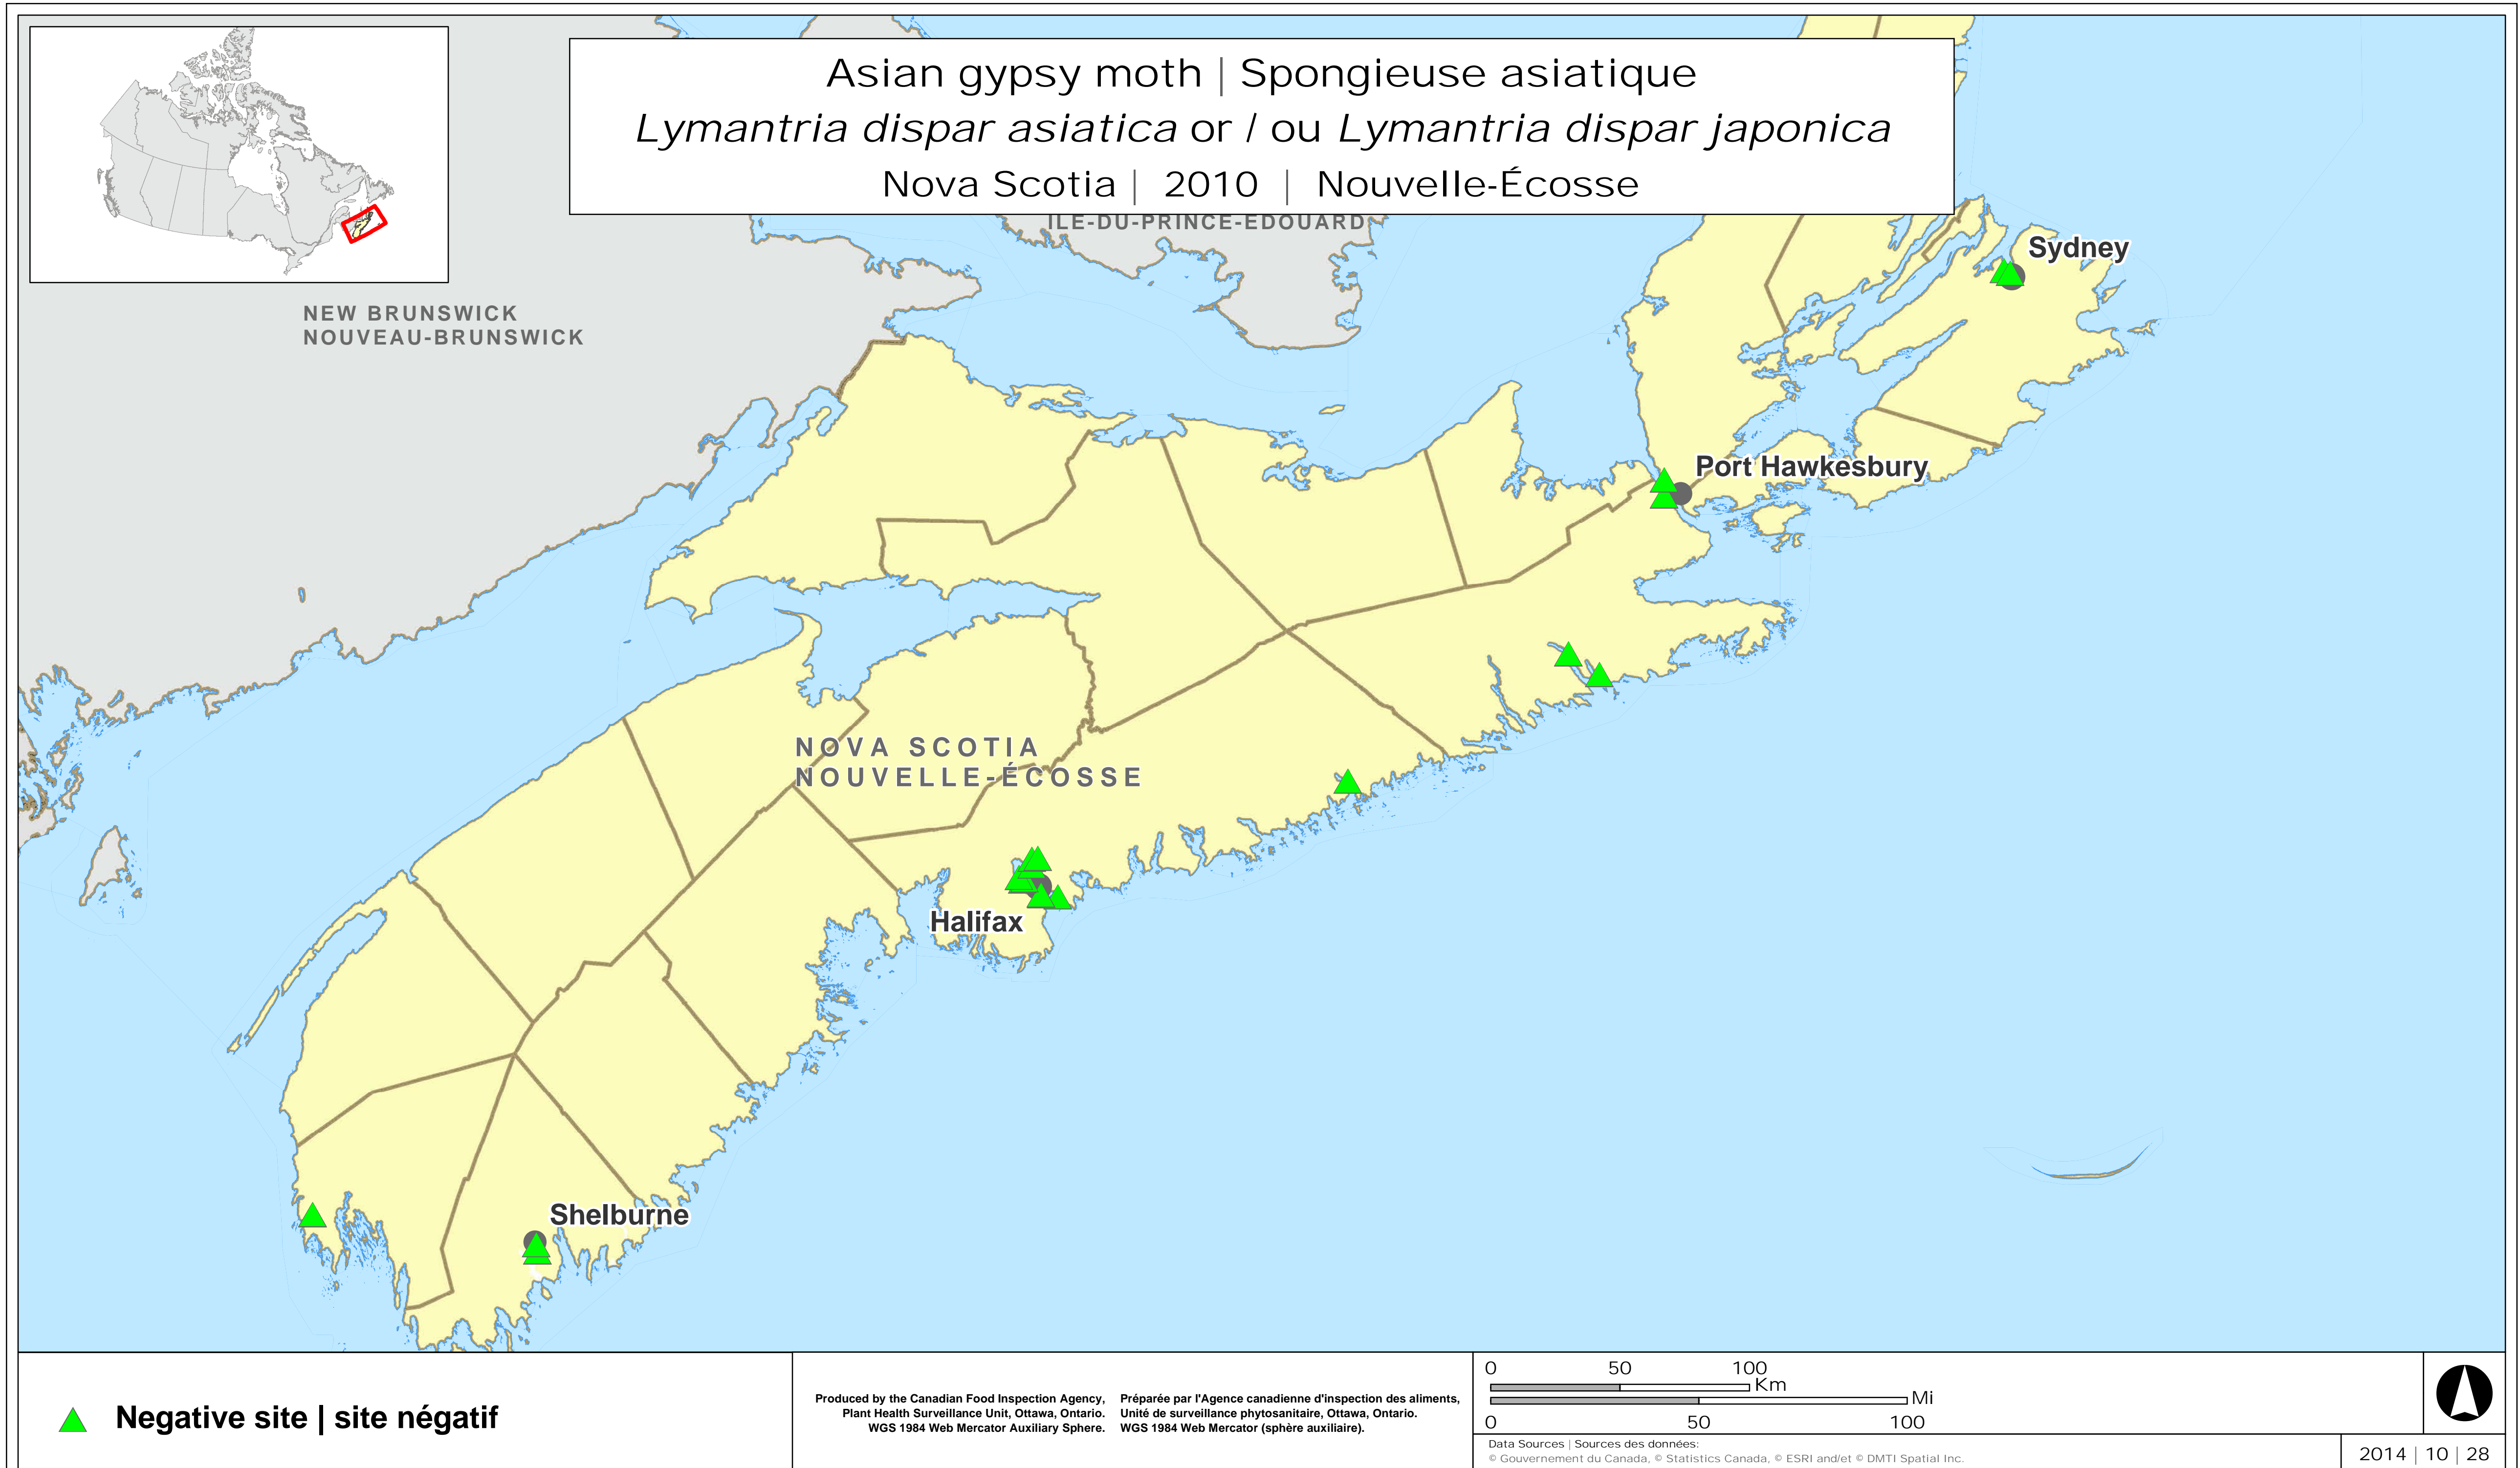 Asian gypsy moth | Spongieuse asiatique
Lymantria dispar asiatica or / ou Lymantria dispar japonica
Nova Scotia | 2010 | Nouvelle-Écosse
ÎLE-DU-PRINCE-ÉDOUARD
Sydney
NEW BRUNSWICK
NOUVEAU-BRUNSWICK
Port Hawkesbury
NOVA SCOTIA
NOUVELLE-ÉCOSSE
Halifax
Shelburne
Negative site | site négatif
Produced by the Canadian Food Inspection Agency,
Plant Health Surveillance Unit, Ottawa, Ontario.
WGS 1984 Web Mercator Auxiliary Sphere.
Préparée par l'Agence canadienne d'inspection des aliments,
Unité de surveillance phytosanitaire, Ottawa, Ontario.
WGS 1984 Web Mercator (sphère auxiliaire).
0 50 100
Km
Mi
0 50 100
Data Sources | Sources des données:
© Gouvernement du Canada, © Statistics Canada, © ESRI and/et © DMTI Spatial Inc.
2014 | 10 | 28